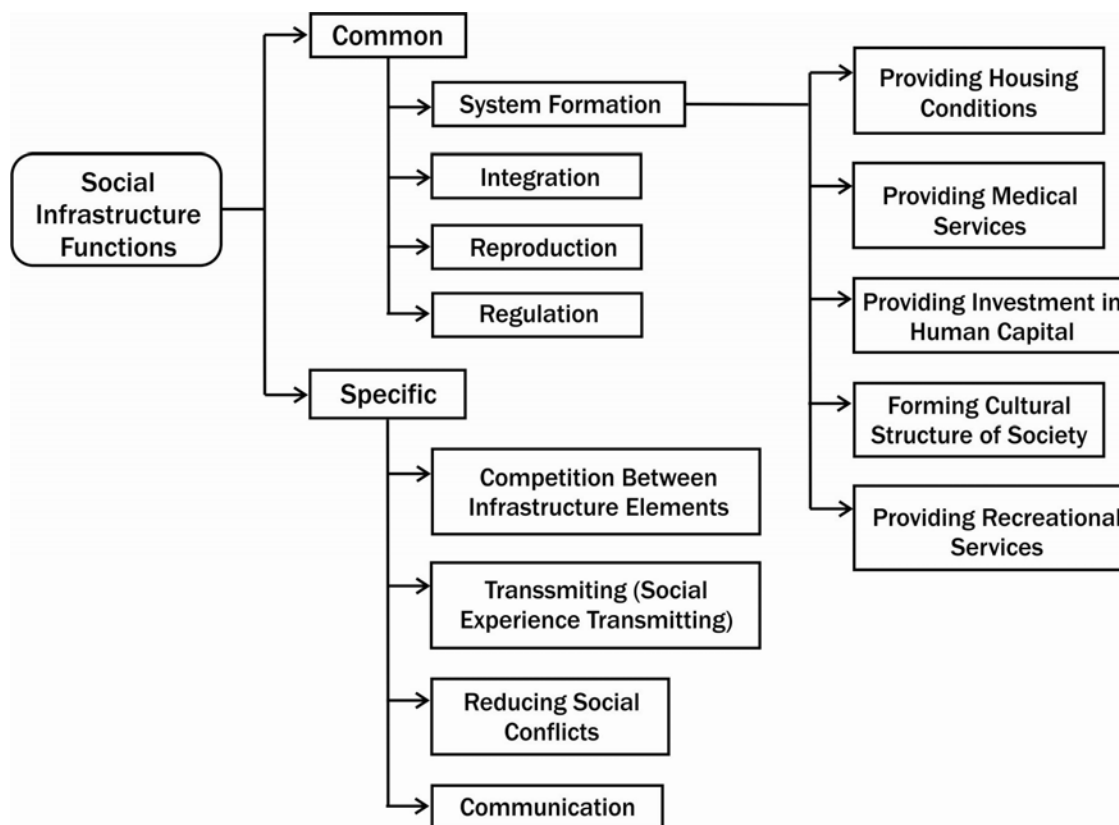 Social
Infrastructure
Functions
Common
System Formation
Integration
Reproduction
Regulation
Specific
Competition Between
Infrastructure Elements
Transsmiting (Social
Experience Transmitting)
Reducing Social
Conflicts
Communication
Providing Housing
Conditions
Providing Medical
Services
Providing Investment in
Human Capital
Forming Cultural
Structure of Society
Providing Recreational
Services